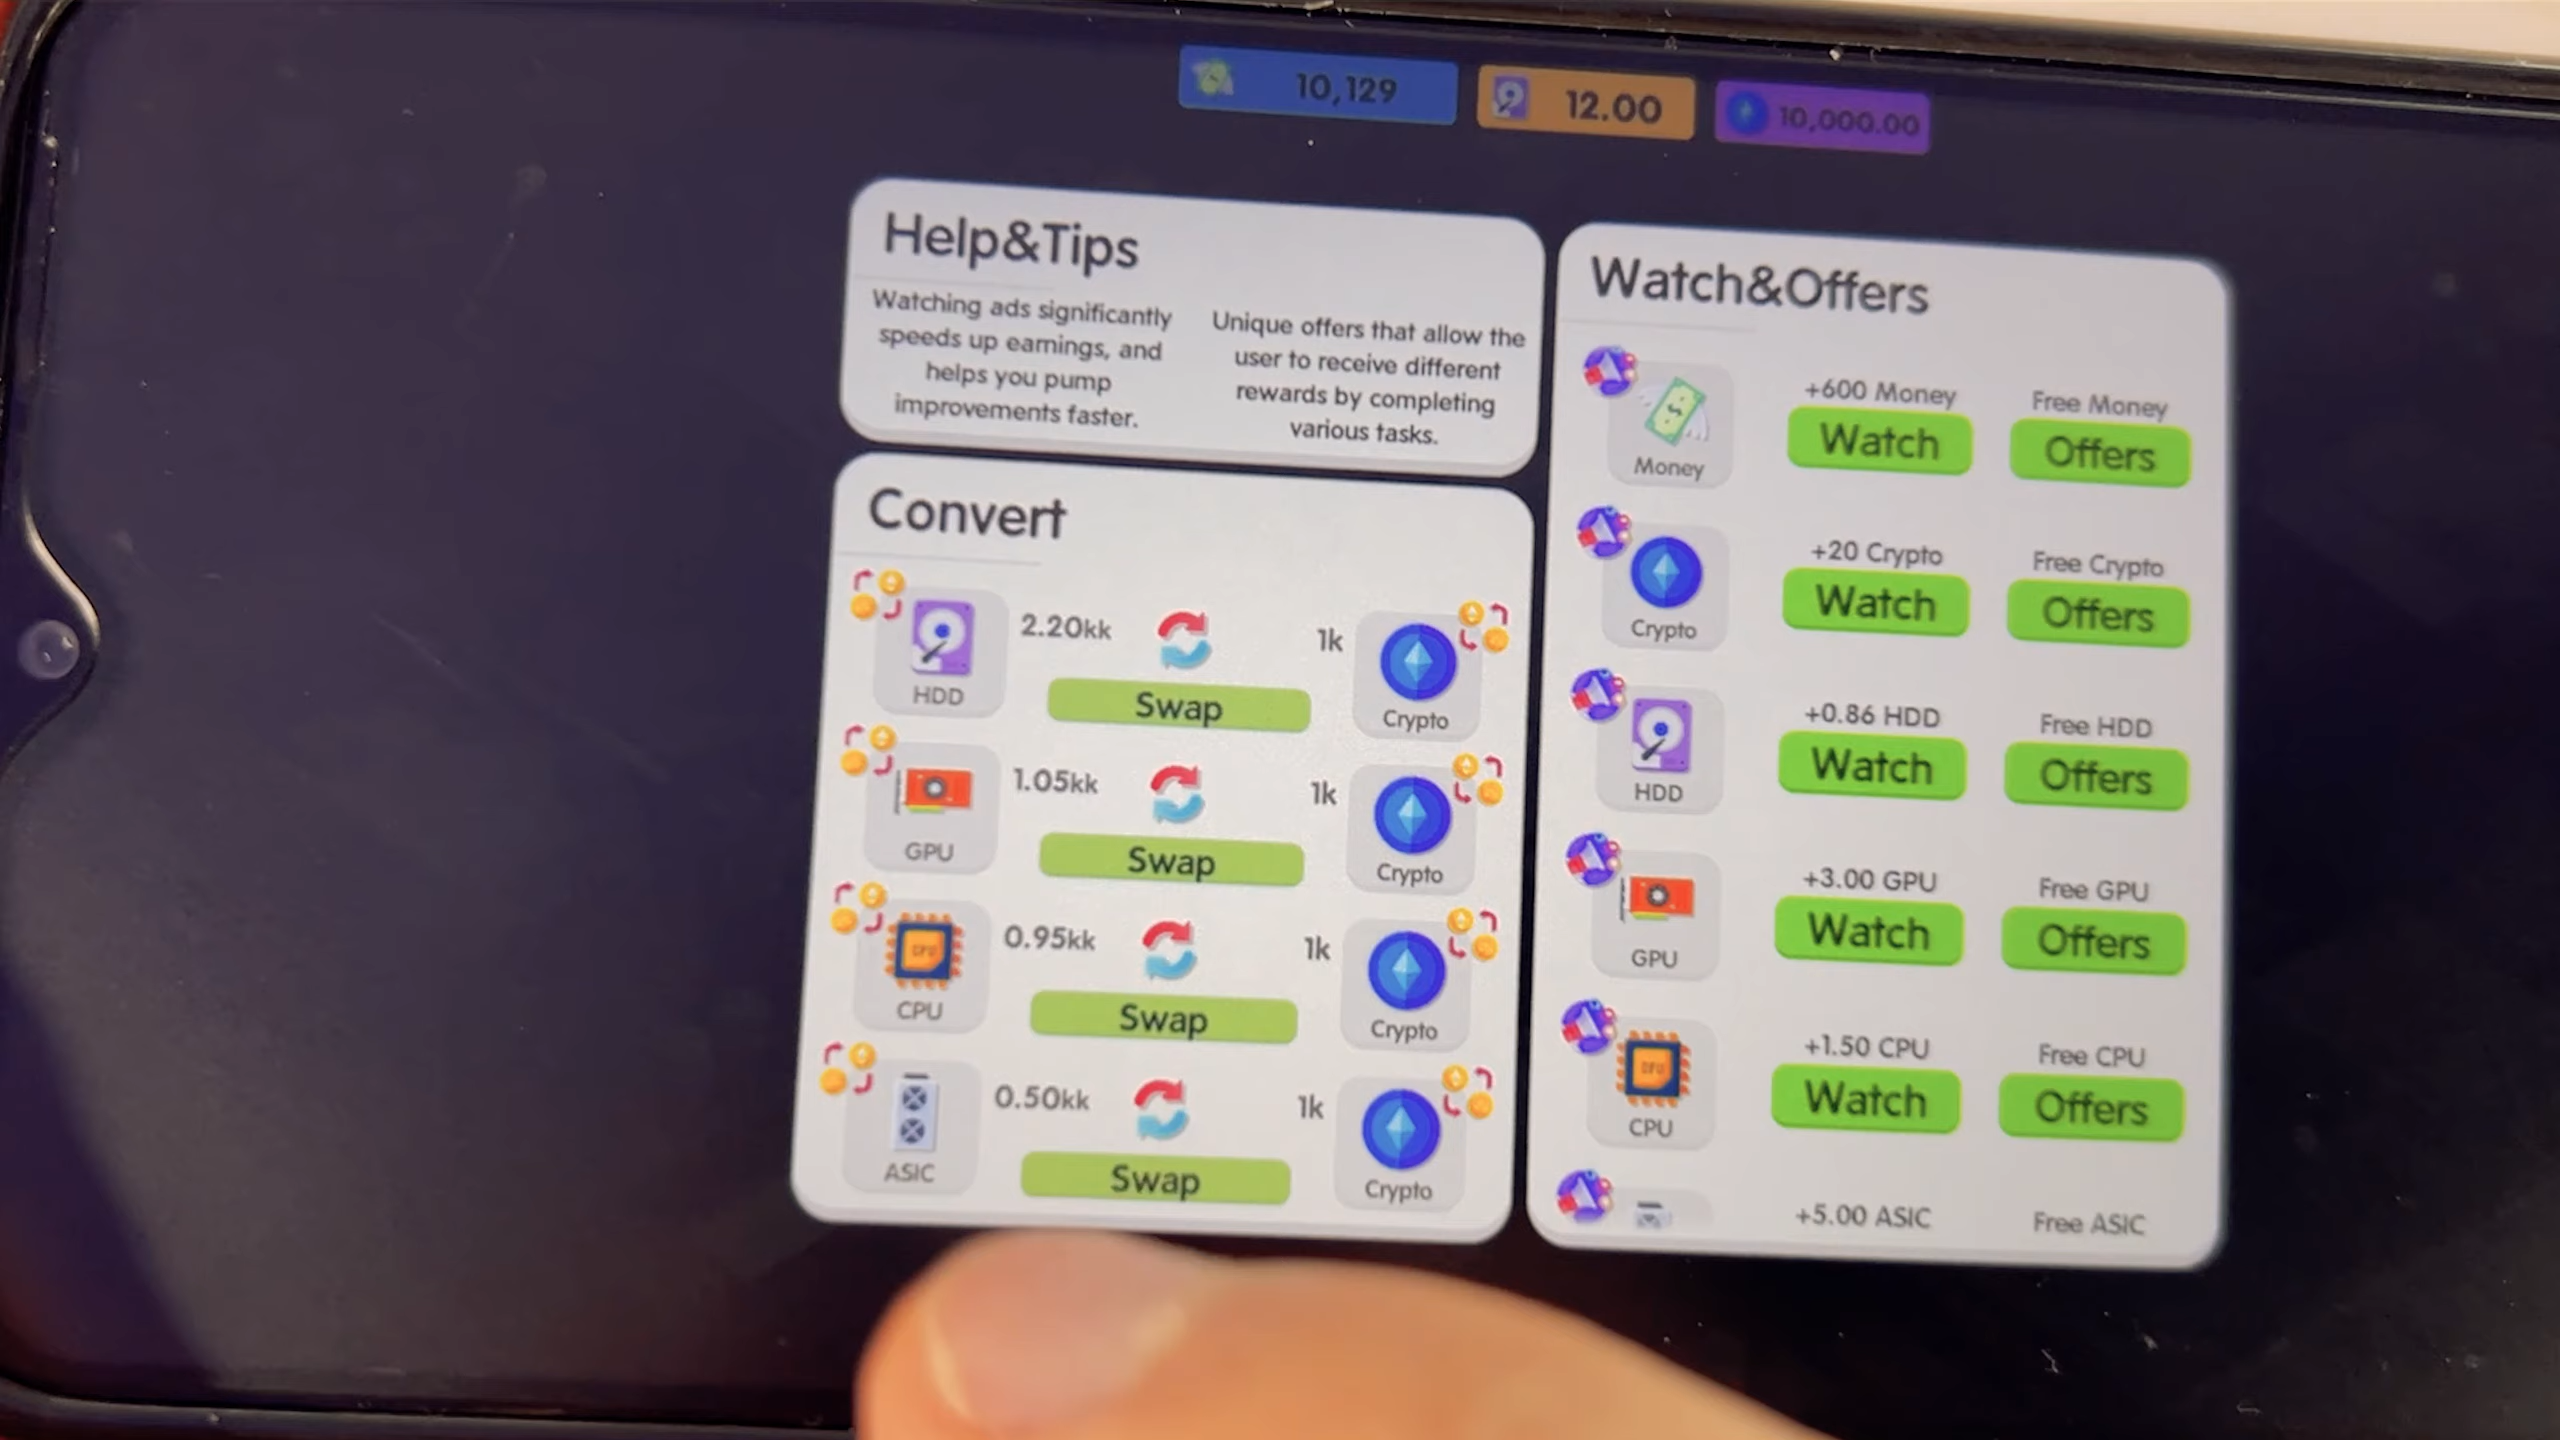 10,129
12.00
10,000.00
Help&Tips
Watching ads significantly
speeds up earnings, and
helps you pump
improvements faster.
Unique offers that allow the
user to receive different
rewards by completing
various tasks.
Convert
HDD
2.20kk
Swap
1k
Crypto
GPU
1.05kk
Swap
1k
Crypto
CPU
0.95kk
Swap
1k
Crypto
ASIC
0.50kk
Swap
1k
Crypto
Watch&Offers
Money
+600 Money
Watch
Free Money
Offers
Crypto
+20 Crypto
Watch
Free Crypto
Offers
HDD
+0.86 HDD
Watch
Free HDD
Offers
GPU
+3.00 GPU
Watch
Free GPU
Offers
CPU
+1.50 CPU
Watch
Free CPU
Offers
+5.00 ASIC
Free ASIC